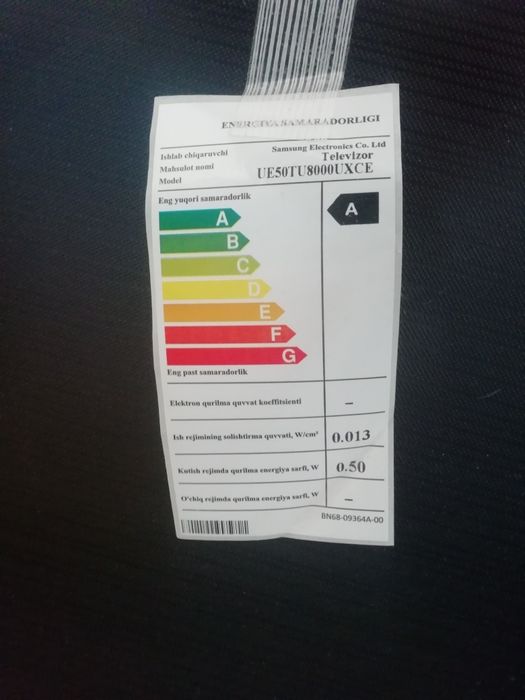 ENERGIYA SAMARADORLIGI
Ishlab chiqaruvchi Samsung Electronics Co. Ltd
Mahsulot nomi Televizor
Model UE50TU8000UXCE
Eng yuqori samaradorlik
A A
B
C
D
E
F
G
Eng past samaradorlik
Elektron qurilma quvvat koeffitsienti –
Ish rejimining solishtirma quvvati, W/cm² 0.013
Kutish rejimda qurilma energiya sarfi, W 0.50
O'chiq rejimda qurilma energiya sarfi, W –
BN68-09364A-00